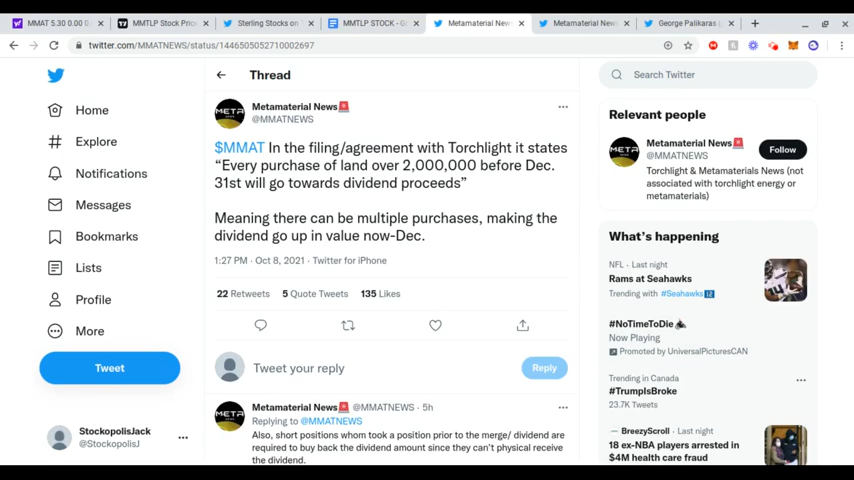 MMAT 5.30 0.00 0.
MMTLP Stock Pric
Sterling Stocks on T
MMTLP STOCK - G
Metamaterial New
Metamaterial New
George Palikaras (
twitter.com/MMATNEWS/status/1446505052710002697
Home
Explore
Notifications
Messages
Bookmarks
Lists
Profile
More
Tweet
StockopolisJack
@StockopolisJ
Thread
Metamaterial News🚨
@MMATNEWS
$MMAT In the filing/agreement with Torchlight it states
“Every purchase of land over 2,000,000 before Dec.
31st will go towards dividend proceeds”
Meaning there can be multiple purchases, making the
dividend go up in value now-Dec.
1:27 PM · Oct 8, 2021 · Twitter for iPhone
22 Retweets 5 Quote Tweets 135 Likes
Tweet your reply
Reply
Metamaterial News🚨 @MMATNEWS · 5h
Replying to @MMATNEWS
Also, short positions whom took a position prior to the merge/ dividend are
required to buy back the dividend amount since they can’t physical receive
the dividend.
Search Twitter
Relevant people
Metamaterial News🚨
@MMATNEWS
Follow
Torchlight & Metamaterials News (not
associated with torchlight energy or
metamaterials)
What’s happening
NFL · Last night
Rams at Seahawks
Trending with #Seahawks
#NoTimeToDie
Now Playing
Promoted by UniversalPicturesCAN
Trending in Canada
#TrumpIsBroke
23.7K Tweets
BreezyScroll · Last night
18 ex-NBA players arrested in
$4M health care fraud
META
META
META